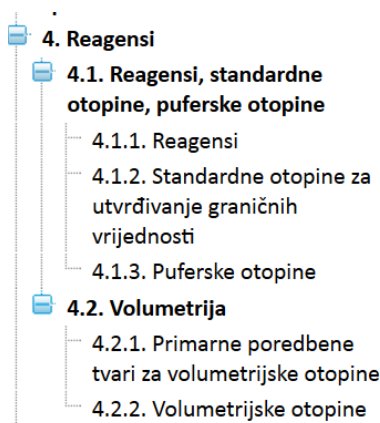 4. Reagensi
4.1. Reagensi, standardne
otopine, puferske otopine
4.1.1. Reagensi
4.1.2. Standardne otopine za
utvrđivanje graničnih
vrijednosti
4.1.3. Puferske otopine
4.2. Volumetrija
4.2.1. Primarne poredbene
tvari za volumetrijske otopine
4.2.2. Volumetrijske otopine